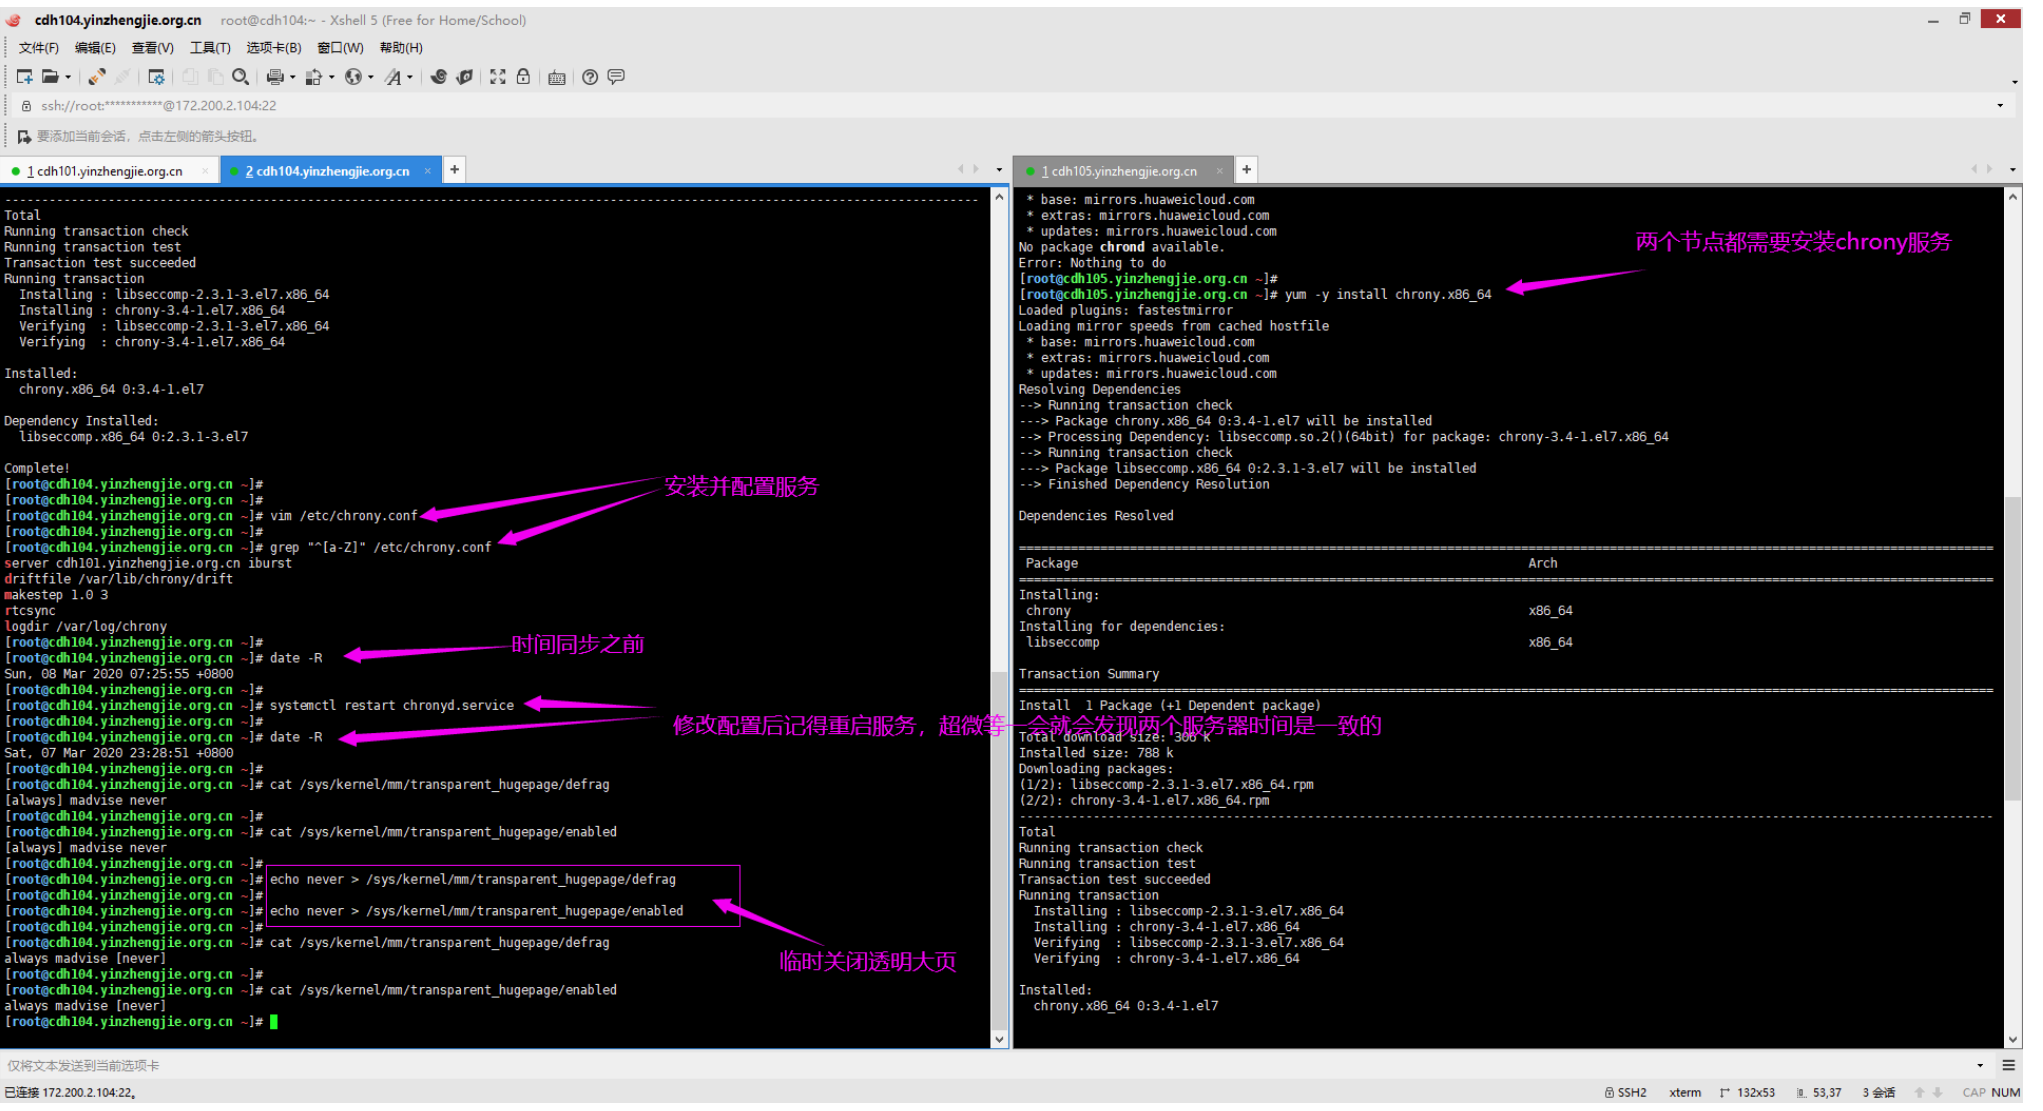 cdh104.yinzhengjie.org.cn root@cdh104:~ - Xshell 5 (Free for Home/School)
文件(F) 编辑(E) 查看(V) 工具(T) 选项卡(B) 窗口(W) 帮助(H)
ssh://root:***********@172.200.2.104:22
要添加当前会话，点击左侧的箭头按钮。
1 cdh101.yinzhengjie.org.cn × 2 cdh104.yinzhengjie.org.cn × +
--------------------------------------------------------------------------------
Total
Running transaction check
Running transaction test
Transaction test succeeded
Running transaction
Installing : libseccomp-2.3.1-3.el7.x86_64
Installing : chrony-3.4-1.el7.x86_64
Verifying : libseccomp-2.3.1-3.el7.x86_64
Verifying : chrony-3.4-1.el7.x86_64
Installed:
chrony.x86_64 0:3.4-1.el7
Dependency Installed:
libseccomp.x86_64 0:2.3.1-3.el7
Complete!
[root@cdh104.yinzhengjie.org.cn ~]#
[root@cdh104.yinzhengjie.org.cn ~]#
[root@cdh104.yinzhengjie.org.cn ~]# vim /etc/chrony.conf
[root@cdh104.yinzhengjie.org.cn ~]#
[root@cdh104.yinzhengjie.org.cn ~]# grep "^[a-Z]" /etc/chrony.conf
安装并配置服务
server cdh101.yinzhengjie.org.cn iburst
driftfile /var/lib/chrony/drift
makestep 1.0 3
rtcsync
logdir /var/log/chrony
[root@cdh104.yinzhengjie.org.cn ~]#
[root@cdh104.yinzhengjie.org.cn ~]# date -R
时间同步之前
Sun, 08 Mar 2020 07:25:55 +0800
[root@cdh104.yinzhengjie.org.cn ~]#
[root@cdh104.yinzhengjie.org.cn ~]# systemctl restart chronyd.service
[root@cdh104.yinzhengjie.org.cn ~]#
[root@cdh104.yinzhengjie.org.cn ~]# date -R
修改配置后记得重启服务，超微等一会就会发现两个服务器时间是一致的
Sat, 07 Mar 2020 23:28:51 +0800
[root@cdh104.yinzhengjie.org.cn ~]#
[root@cdh104.yinzhengjie.org.cn ~]# cat /sys/kernel/mm/transparent_hugepage/defrag
[always] madvise never
[root@cdh104.yinzhengjie.org.cn ~]#
[root@cdh104.yinzhengjie.org.cn ~]# cat /sys/kernel/mm/transparent_hugepage/enabled
[always] madvise never
[root@cdh104.yinzhengjie.org.cn ~]#
[root@cdh104.yinzhengjie.org.cn ~]# echo never > /sys/kernel/mm/transparent_hugepage/defrag
[root@cdh104.yinzhengjie.org.cn ~]#
[root@cdh104.yinzhengjie.org.cn ~]# echo never > /sys/kernel/mm/transparent_hugepage/enabled
[root@cdh104.yinzhengjie.org.cn ~]#
[root@cdh104.yinzhengjie.org.cn ~]# cat /sys/kernel/mm/transparent_hugepage/defrag
临时关闭透明大页
always madvise [never]
[root@cdh104.yinzhengjie.org.cn ~]#
[root@cdh104.yinzhengjie.org.cn ~]# cat /sys/kernel/mm/transparent_hugepage/enabled
always madvise [never]
[root@cdh104.yinzhengjie.org.cn ~]#
1 cdh105.yinzhengjie.org.cn × +
* base: mirrors.huaweicloud.com
* extras: mirrors.huaweicloud.com
* updates: mirrors.huaweicloud.com
No package chrond available.
两个节点都需要安装chrony服务
Error: Nothing to do
[root@cdh105.yinzhengjie.org.cn ~]#
[root@cdh105.yinzhengjie.org.cn ~]# yum -y install chrony.x86_64
Loaded plugins: fastestmirror
Loading mirror speeds from cached hostfile
* base: mirrors.huaweicloud.com
* extras: mirrors.huaweicloud.com
* updates: mirrors.huaweicloud.com
Resolving Dependencies
--> Running transaction check
---> Package chrony.x86_64 0:3.4-1.el7 will be installed
--> Processing Dependency: libseccomp.so.2()(64bit) for package: chrony-3.4-1.el7.x86_64
--> Running transaction check
---> Package libseccomp.x86_64 0:2.3.1-3.el7 will be installed
--> Finished Dependency Resolution
Dependencies Resolved
================================================================================
Package Arch
================================================================================
Installing:
chrony x86_64
Installing for dependencies:
libseccomp x86_64
Transaction Summary
================================================================================
Install 1 Package (+1 Dependent package)
Total download size: 306 k
Installed size: 788 k
Downloading packages:
(1/2): libseccomp-2.3.1-3.el7.x86_64.rpm
(2/2): chrony-3.4-1.el7.x86_64.rpm
--------------------------------------------------------------------------------
Total
Running transaction check
Running transaction test
Transaction test succeeded
Running transaction
Installing : libseccomp-2.3.1-3.el7.x86_64
Installing : chrony-3.4-1.el7.x86_64
Verifying : libseccomp-2.3.1-3.el7.x86_64
Verifying : chrony-3.4-1.el7.x86_64
Installed:
chrony.x86_64 0:3.4-1.el7
仅将文本发送到当前选项卡
已连接 172.200.2.104:22。 SSH2 xterm 132x53 53,37 3 会话 CAP NUM